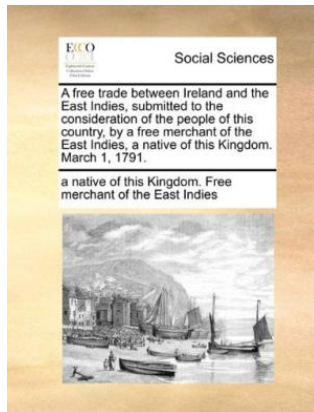 ECCO
Social Sciences
A free trade between Ireland and the
East Indies, submitted to the
consideration of the people of this
country, by a free merchant of the
East Indies, a native of this Kingdom.
March 1, 1791.
a native of this Kingdom. Free
merchant of the East Indies